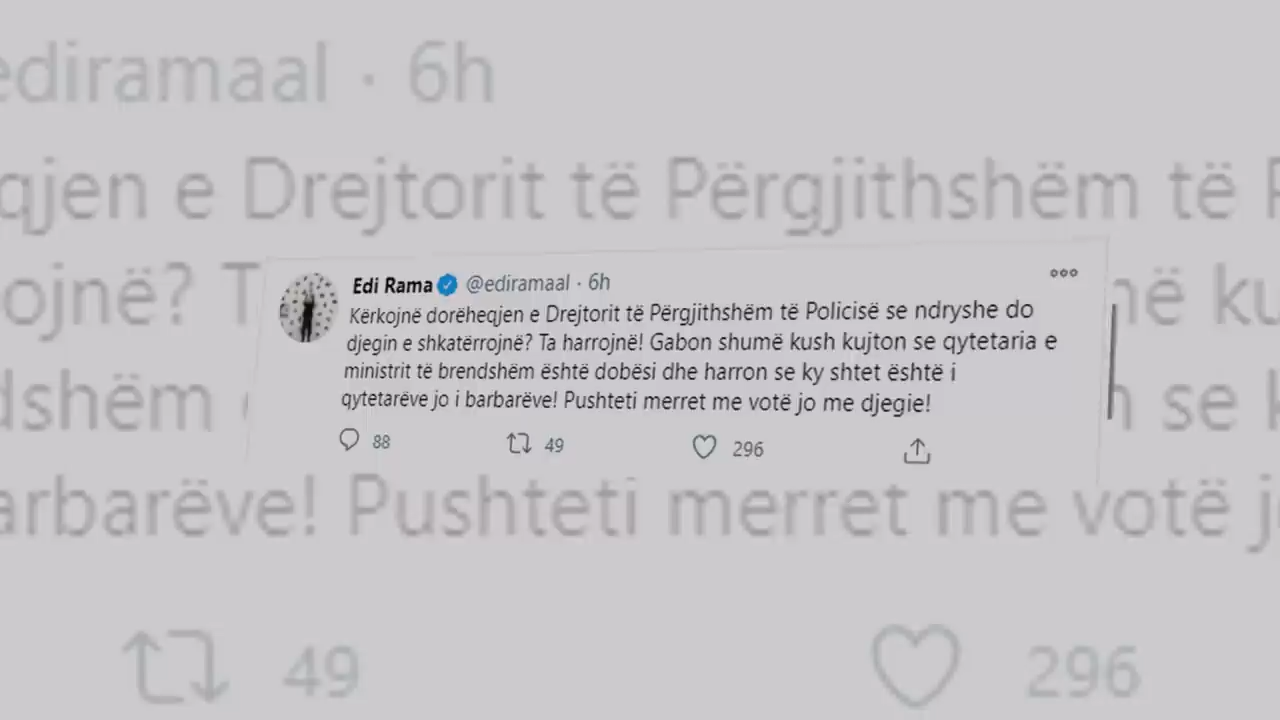 ediramaal · 6h
qjen e Drejtorit të Përgjithshëm të P
ojnë? T
në ku
dshëm
n se k
arbarëve! Pushteti merret me votë j
49
296
Edi Rama @ediramaal · 6h
Kërkojnë dorëheqjen e Drejtorit të Përgjithshëm të Policisë se ndryshe do
djegin e shkatërrojnë? Ta harrojnë! Gabon shumë kush kujton se qytetaria e
ministrit të brendshëm është dobësi dhe harron se ky shtet është i
qytetarëve jo i barbarëve! Pushteti merret me votë jo me djegie!
88 49 296